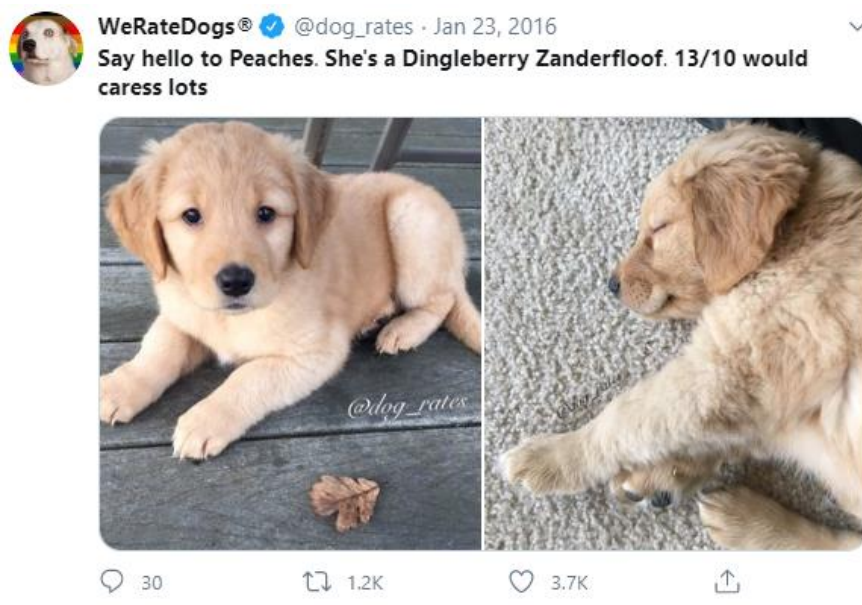 WeRateDogs® @dog_rates · Jan 23, 2016
Say hello to Peaches. She's a Dingleberry Zanderfloof. 13/10 would
caress lots
@dog_rates
@dog_rates
30 1.2K 3.7K